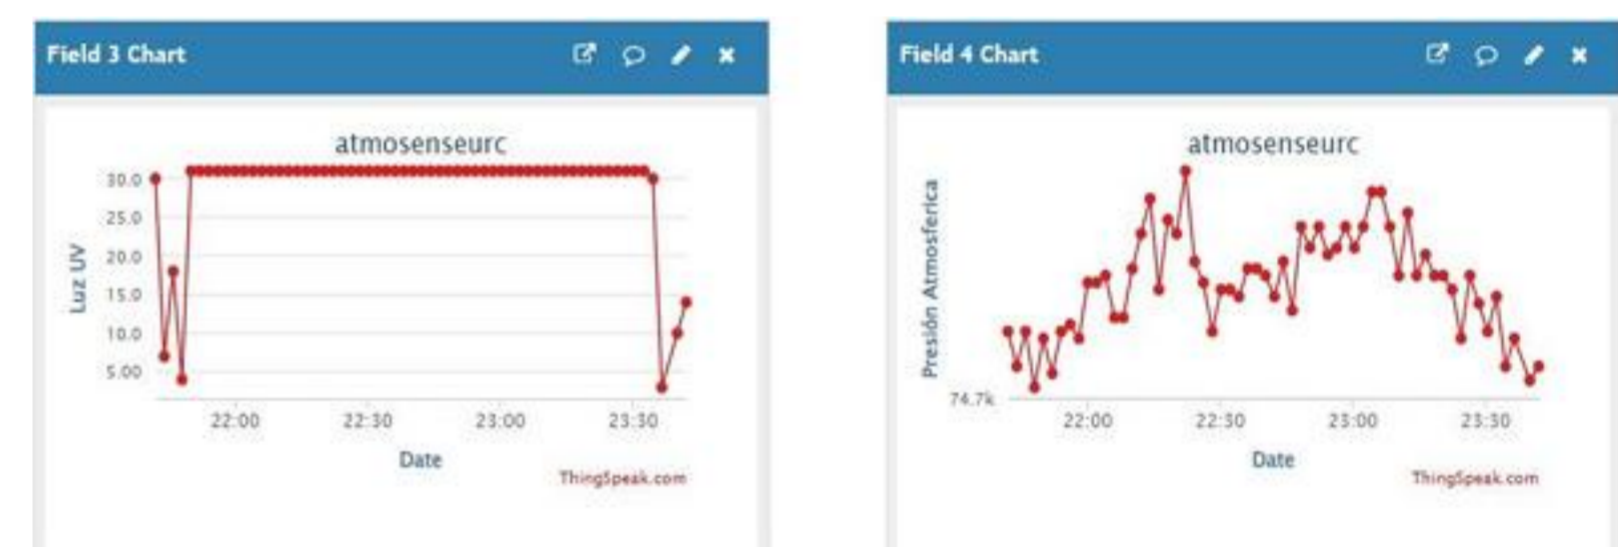 Field 3 Chart
atmosenseurc
Luz UV
30.0
25.0
20.0
15.0
10.0
5.00
22:00 22:30 23:00 23:30
Date
ThingSpeak.com
Field 4 Chart
atmosenseurc
Presión Atmosferica
74.7k
22:00 22:30 23:00 23:30
Date
ThingSpeak.com